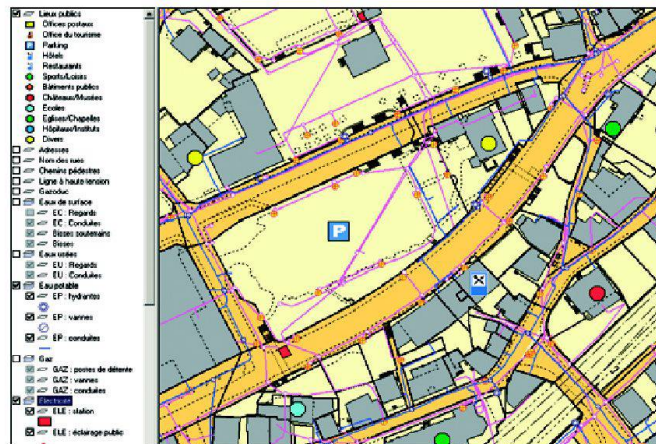 Lieux publics
Offices postaux
Office du tourisme
Parking
Hôtels
Restaurants
Sports/Loisirs
Bâtiments publics
Châteaux/Musées
Ecoles
Eglises/Chapelles
Hôpitaux/Instituts
Divers
Adresses
Nom des rues
Chemins pédestres
Ligne à haute tension
Gazoduc
Eaux de surface
EC : Regards
EC : Conduites
Bisses souterrains
Bisses
Eaux usées
EU : Regards
EU : Conduites
Eau potable
EP : hydrantes
EP : vannes
EP : conduites
Gaz
GAZ : postes de détente
GAZ : vannes
GAZ : conduites
Electricité
ELE : station
ELE : éclairage public
P